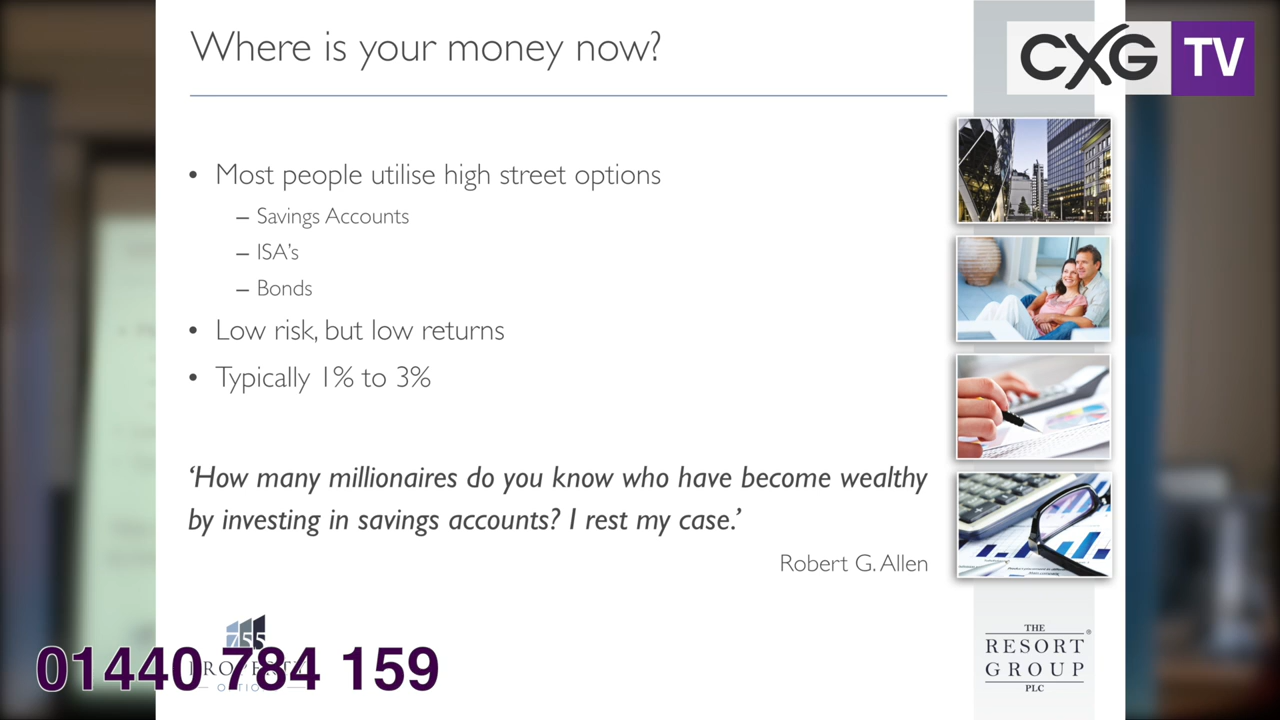 Where is your money now?
CXG TV
• Most people utilise high street options
– Savings Accounts
– ISA's
– Bonds
• Low risk, but low returns
• Typically 1% to 3%
‘How many millionaires do you know who have become wealthy
by investing in savings accounts? I rest my case.’
Robert G. Allen
755
01440 784 159
THE
RESORT
GROUP
PLC